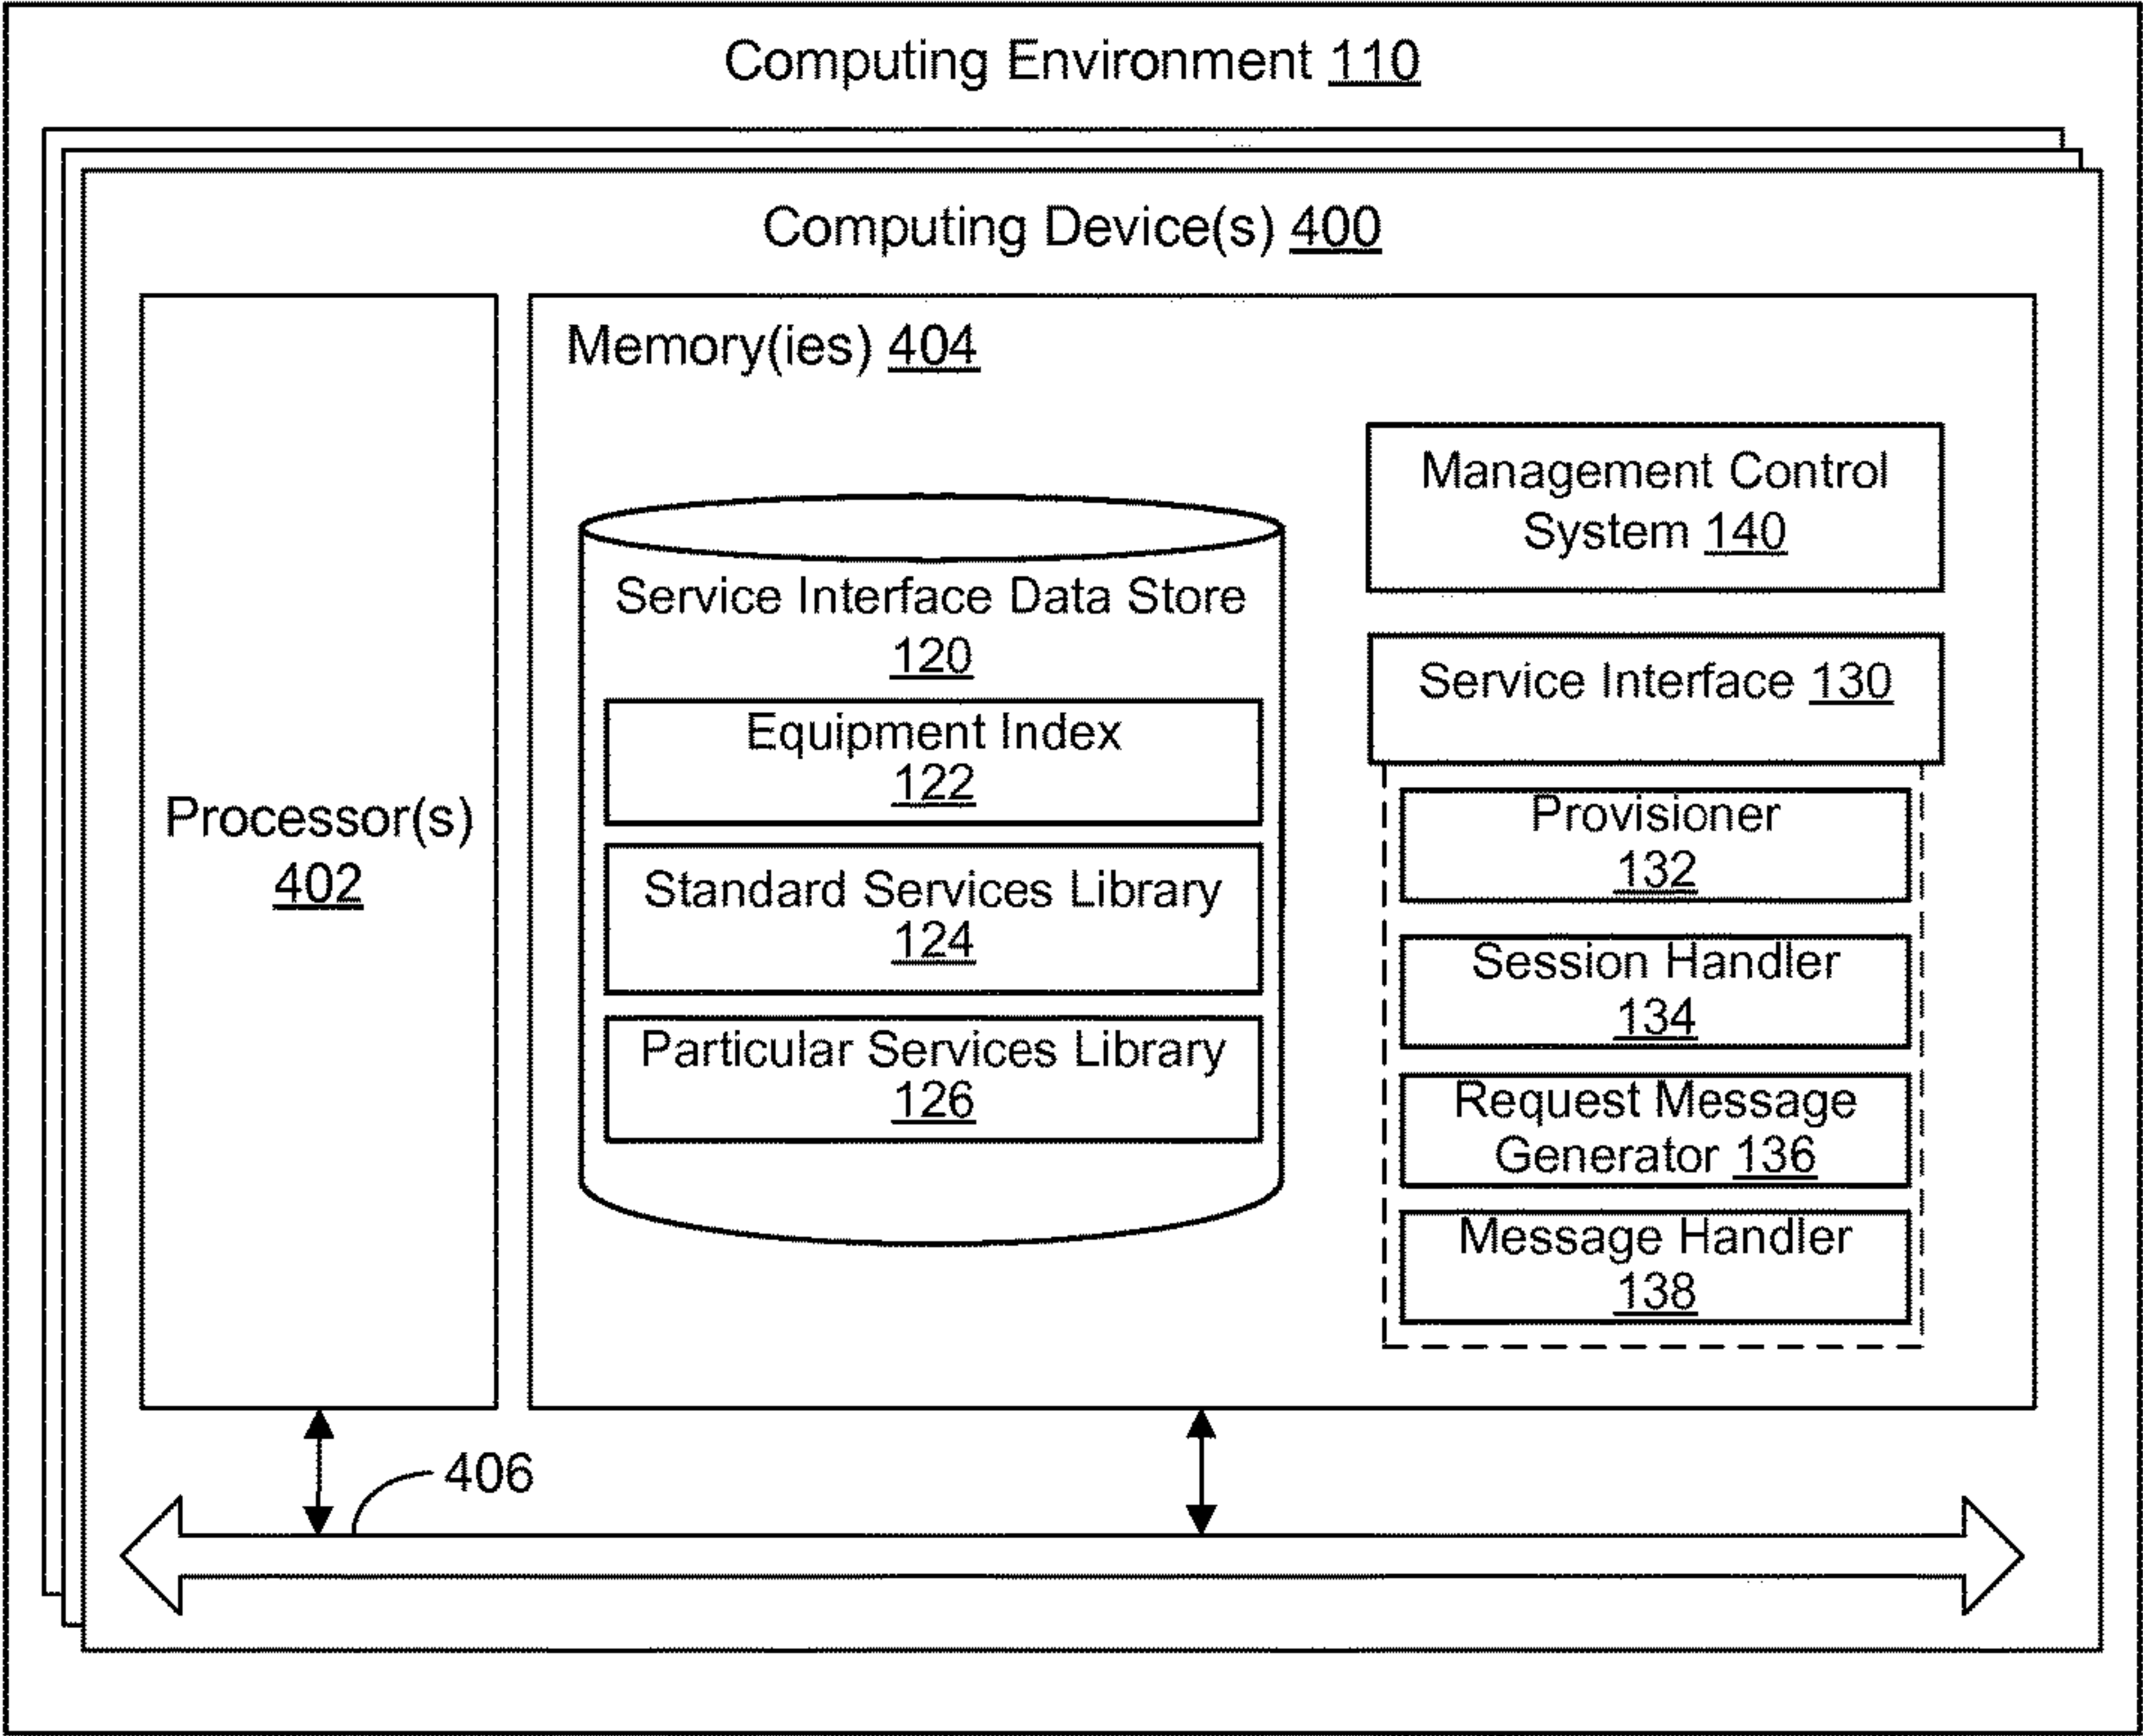 Computing Environment 110
Computing Device(s) 400
Memory(ies) 404
Processor(s)
402
Service Interface Data Store
120
Equipment Index
122
Standard Services Library
124
Particular Services Library
126
Management Control
System 140
Service Interface 130
Provisioner
132
Session Handler
134
Request Message
Generator 136
Message Handler
138
406